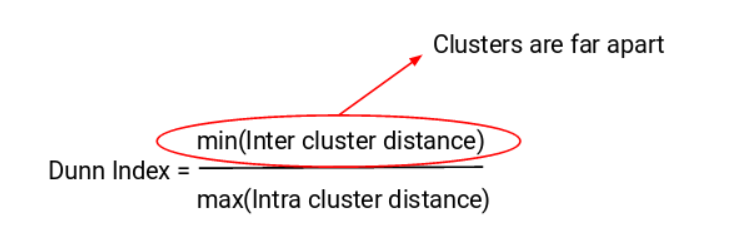 Clusters are far apart
min(Inter cluster distance)
Dunn Index =
max(Intra cluster distance)